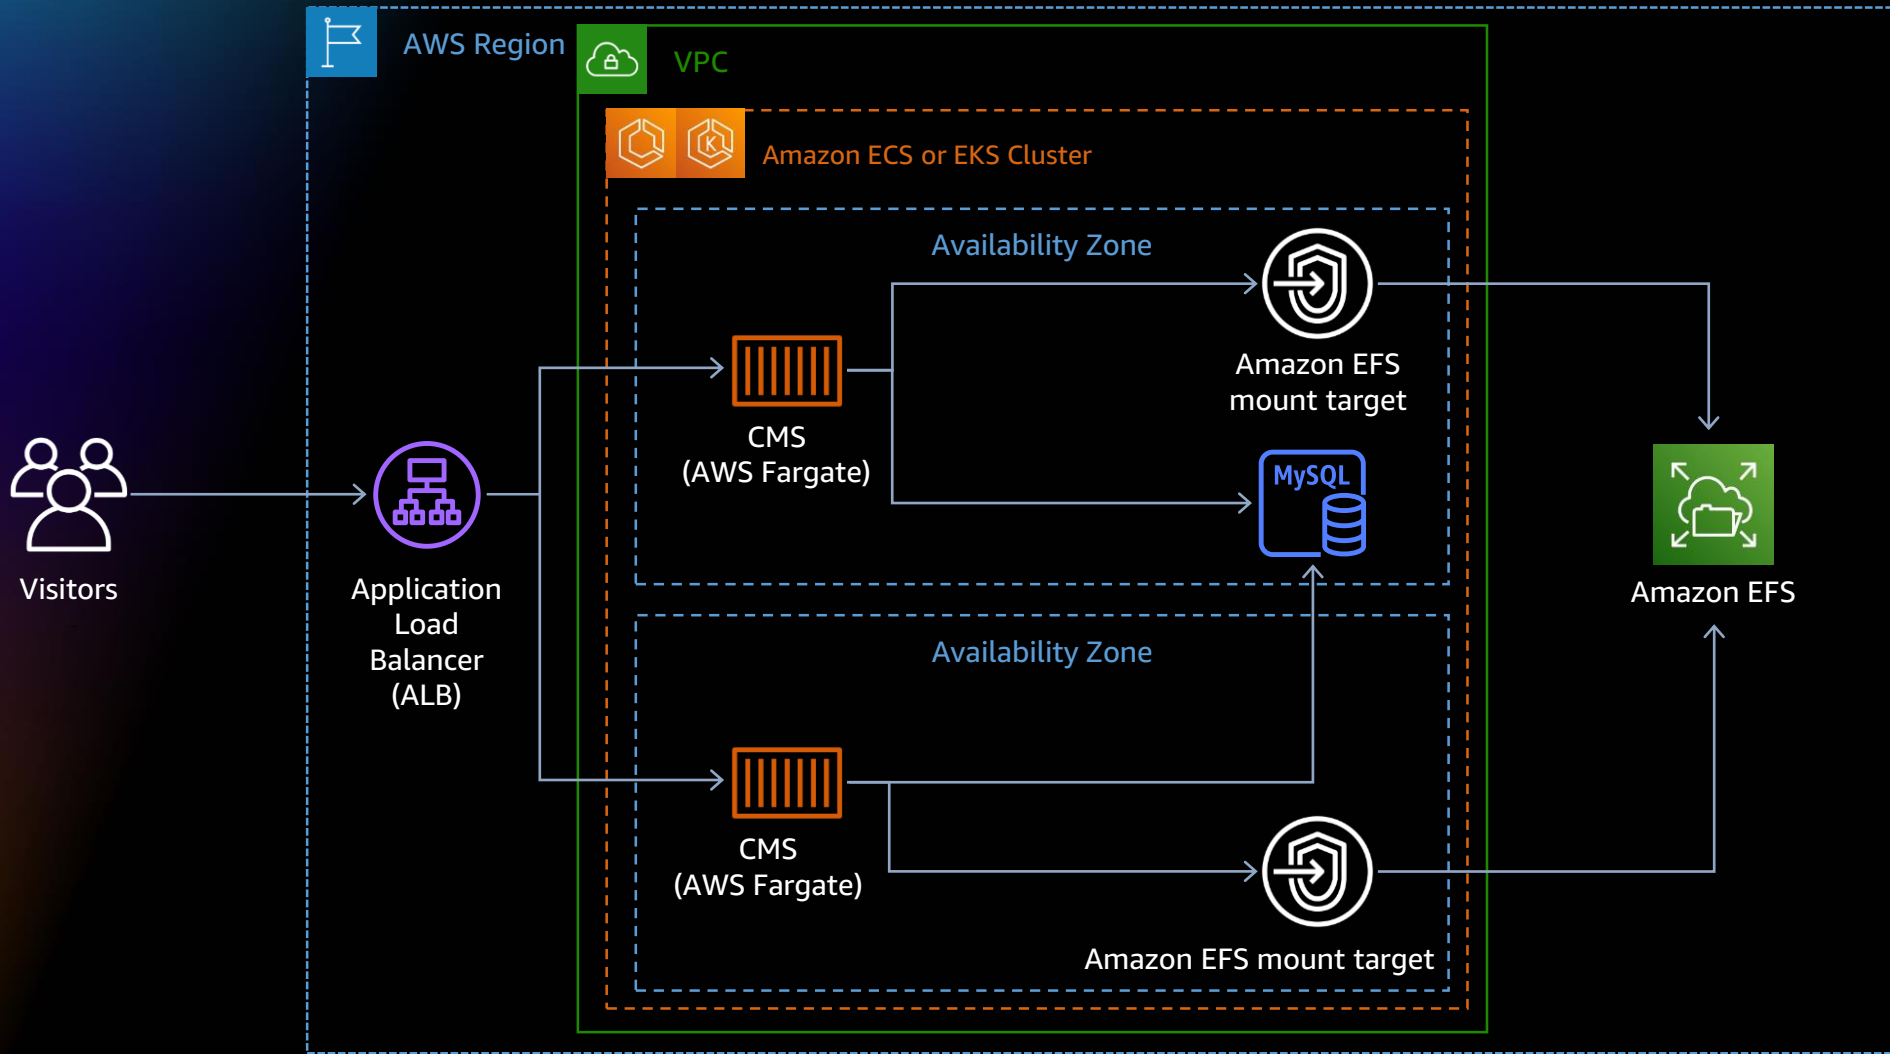 AWS Region
VPC
Amazon ECS or EKS Cluster
K
Availability Zone
Amazon EFS
mount target
CMS
(AWS Fargate)
MySQL
Visitors
Application
Load
Balancer
(ALB)
Amazon EFS
Availability Zone
CMS
(AWS Fargate)
Amazon EFS mount target